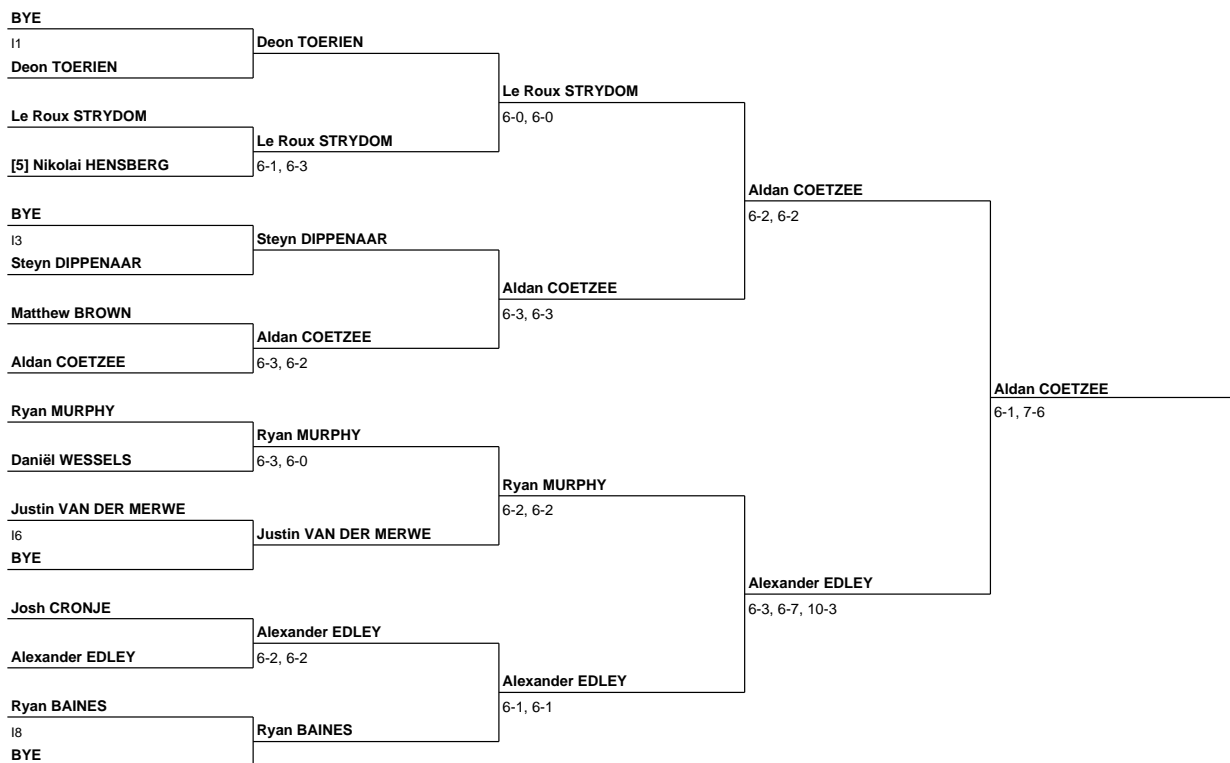 BYE
I1
Deon TOERIEN
Le Roux STRYDOM
[5] Nikolai HENSBERG
BYE
I3
Steyn DIPPENAAR
Matthew BROWN
Aldan COETZEE
Ryan MURPHY
Daniël WESSELS
Justin VAN DER MERWE
I6
BYE
Josh CRONJE
Alexander EDLEY
Ryan BAINES
I8
BYE
Deon TOERIEN
Le Roux STRYDOM
6-1, 6-3
Steyn DIPPENAAR
Aldan COETZEE
6-3, 6-2
Ryan MURPHY
6-3, 6-0
Justin VAN DER MERWE
Alexander EDLEY
6-2, 6-2
Ryan BAINES
Le Roux STRYDOM
6-0, 6-0
Aldan COETZEE
6-3, 6-3
Ryan MURPHY
6-2, 6-2
Alexander EDLEY
6-1, 6-1
Aldan COETZEE
6-2, 6-2
Alexander EDLEY
6-3, 6-7, 10-3
Aldan COETZEE
6-1, 7-6